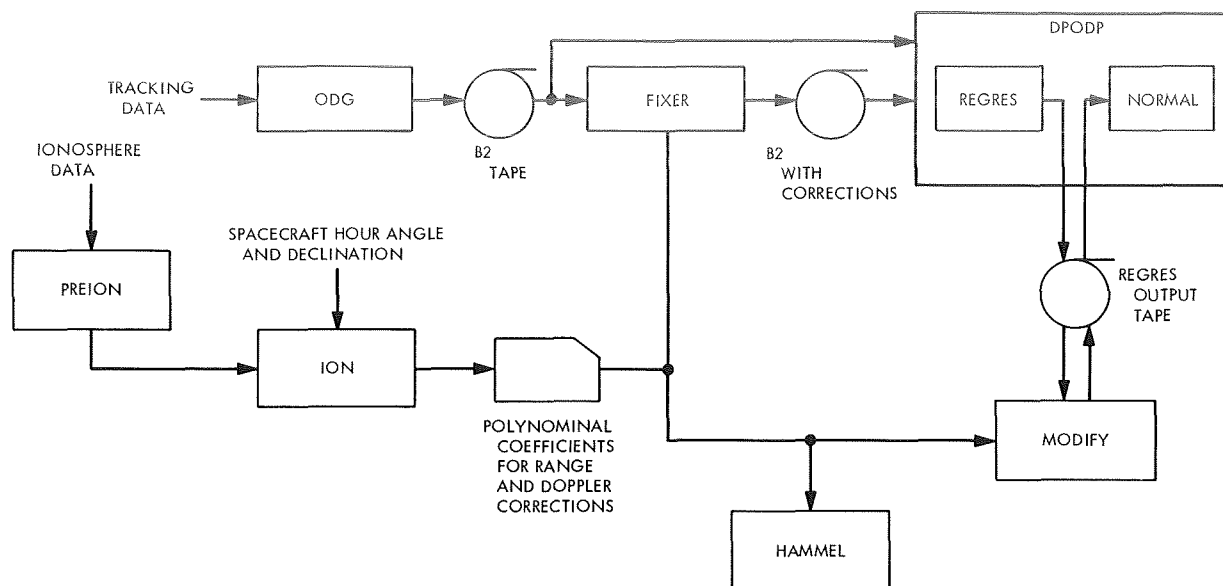 DPODP
TRACKING
DATA
ODG
FIXER
REGRES
NORMAL
B2
TAPE
B2
WITH
CORRECTIONS
IONOSPHERE
DATA
SPACECRAFT HOUR ANGLE
AND DECLINATION
PREION
REGRES
OUTPUT
TAPE
ION
POLYNOMINAL
COEFFICIENTS
FOR RANGE
AND DOPPLER
CORRECTIONS
MODIFY
HAMMEL